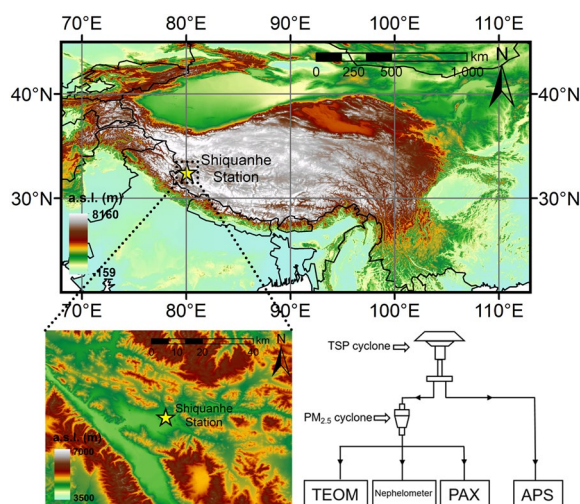 N
km
0 250 500 1,000
40°N
40°N
Shiquanhe
Station
30°N
30°N
a.s.l. (m)
8160
159
70°E 80°E 90°E 100°E 110°E
70°E 80°E 90°E 100°E 110°E
km
0 10 20 40
N
Shiquanhe
Station
a.s.l. (m)
7000
3500
TSP cyclone
PM2.5 cyclone
TEOM
Nephelometer
PAX
APS